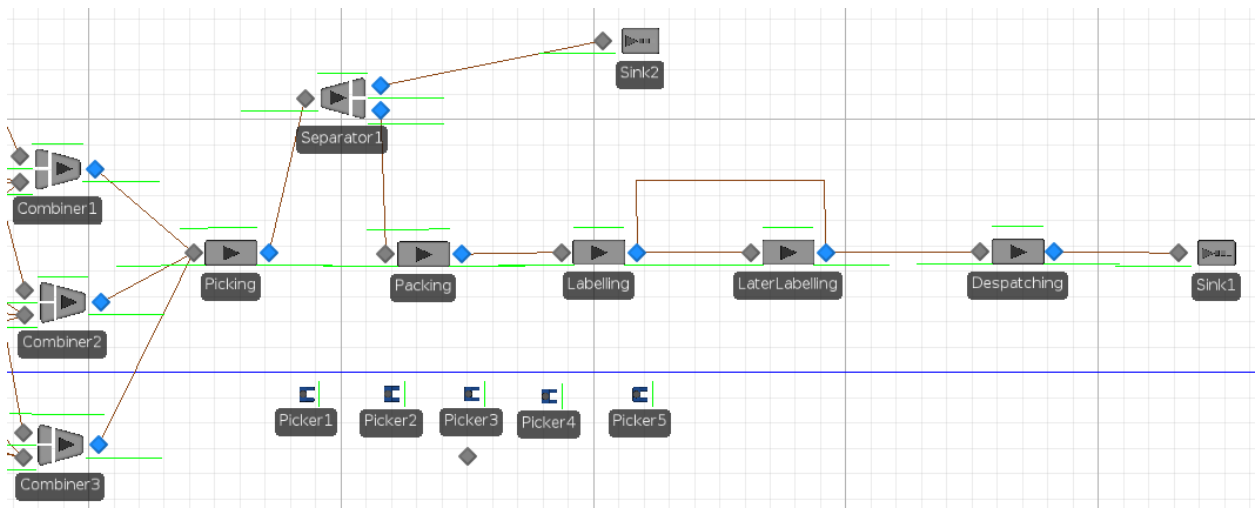 Sink2
Separator1
Combiner1
Picking
Packing
Labelling
LaterLabelling
Despatching
Sink1
Combiner2
Picker1
Picker2
Picker3
Picker4
Picker5
Combiner3